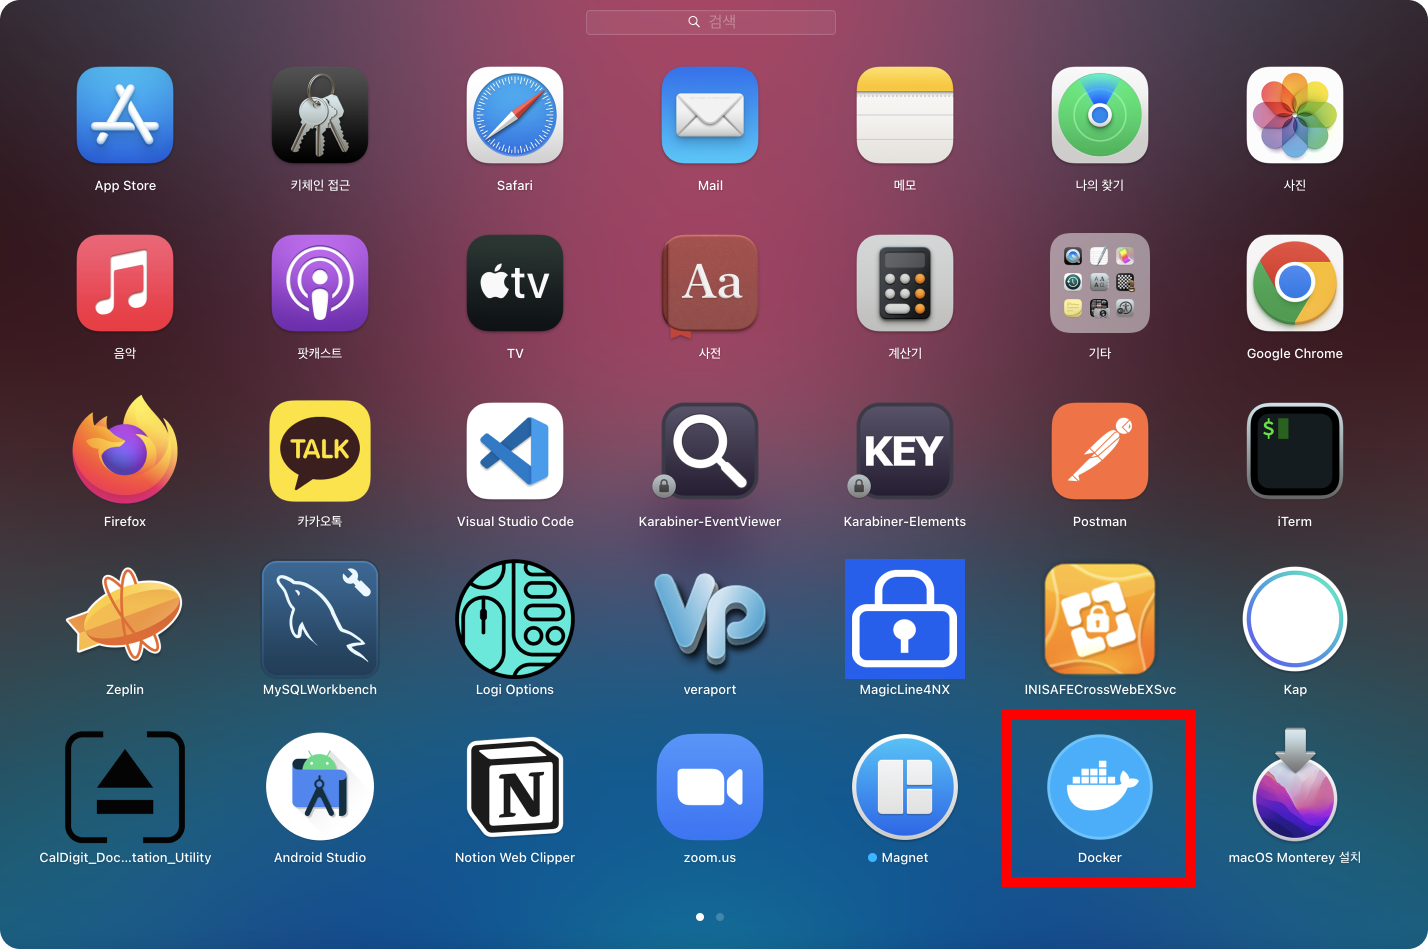 검색
App Store
키체인 접근
Safari
Mail
메모
나의 찾기
사진
음악
팟캐스트
tv
TV
Aa
사전
계산기
기타
Google Chrome
Firefox
TALK
카카오톡
Visual Studio Code
Karabiner-EventViewer
KEY
Karabiner-Elements
Postman
$
iTerm
Zeplin
MySQLWorkbench
Logi Options
vp
veraport
MagicLine4NX
INISAFECrossWebEXSvc
Kap
CalDigit_Doc...tation_Utility
Android Studio
N
Notion Web Clipper
zoom.us
Magnet
Docker
macOS Monterey 설치